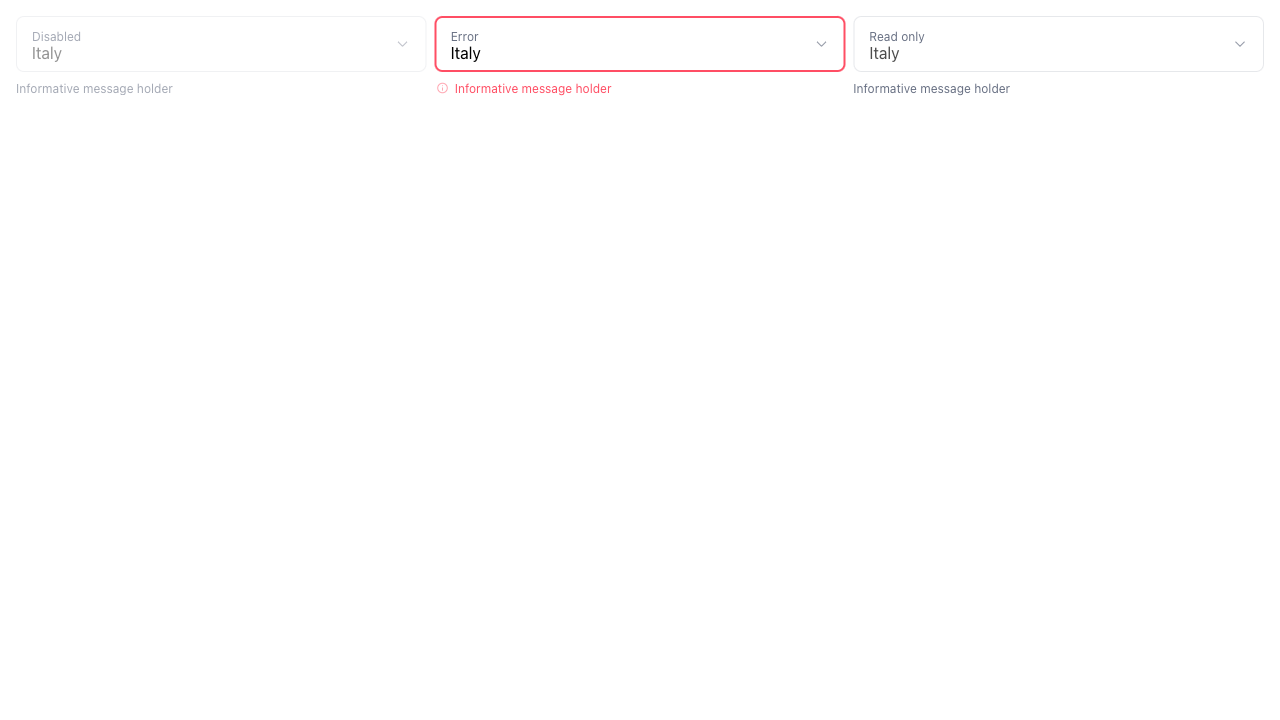 Disabled
Italy
Informative message holder
Error
Italy
Informative message holder
Read only
Italy
Informative message holder